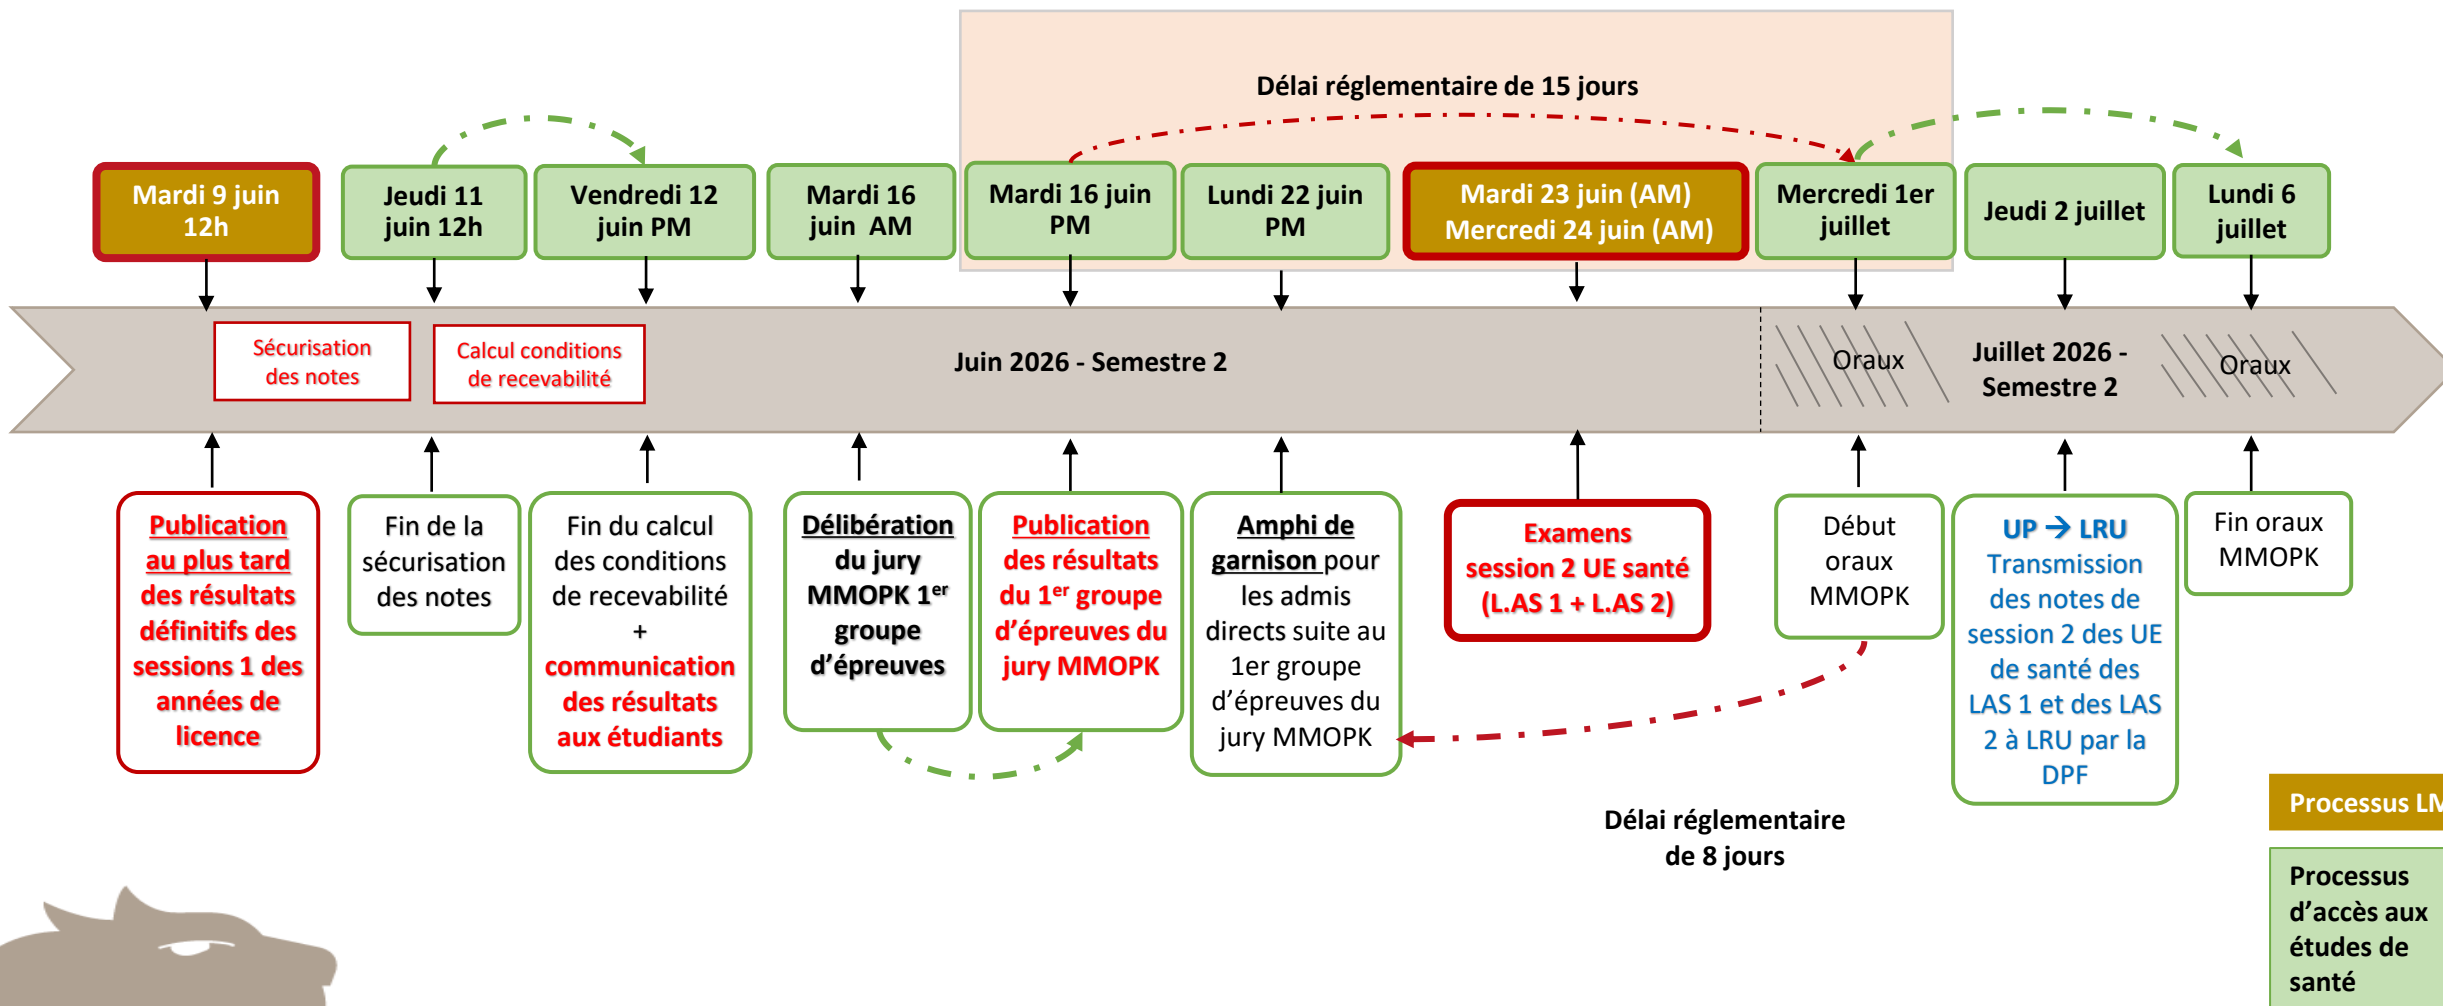 Délai réglementaire de 15 jours
Mardi 9 juin
12h
Jeudi 11
juin 12h
Vendredi 12
juin PM
Mardi 16
juin AM
Mardi 16 juin
PM
Lundi 22 juin
PM
Mardi 23 juin (AM)
Mercredi 24 juin (AM)
Mercredi 1er
juillet
Jeudi 2 juillet
Lundi 6
juillet
Sécurisation
des notes
Calcul conditions
de recevabilité
Juin 2026 - Semestre 2
Oraux
Juillet 2026 -
Semestre 2
Oraux
Publication
au plus tard
des résultats
définitifs des
sessions 1 des
années de
licence
Fin de la
sécurisation
des notes
Fin du calcul
des conditions
de recevabilité
+
communication
des résultats
aux étudiants
Délibération
du jury
MMOPK 1er
groupe
d’épreuves
Publication
des résultats
du 1er groupe
d’épreuves du
jury MMOPK
Amphi de
garnison pour
les admis
directs suite au
1er groupe
d’épreuves du
jury MMOPK
Examens
session 2 UE santé
(L.AS 1 + L.AS 2)
Début
oraux
MMOPK
UP → LRU
Transmission
des notes de
session 2 des UE
de santé des
LAS 1 et des LAS
2 à LRU par la
DPF
Fin oraux
MMOPK
Délai réglementaire
de 8 jours
Processus
Processus
d’accès aux
études de
santé